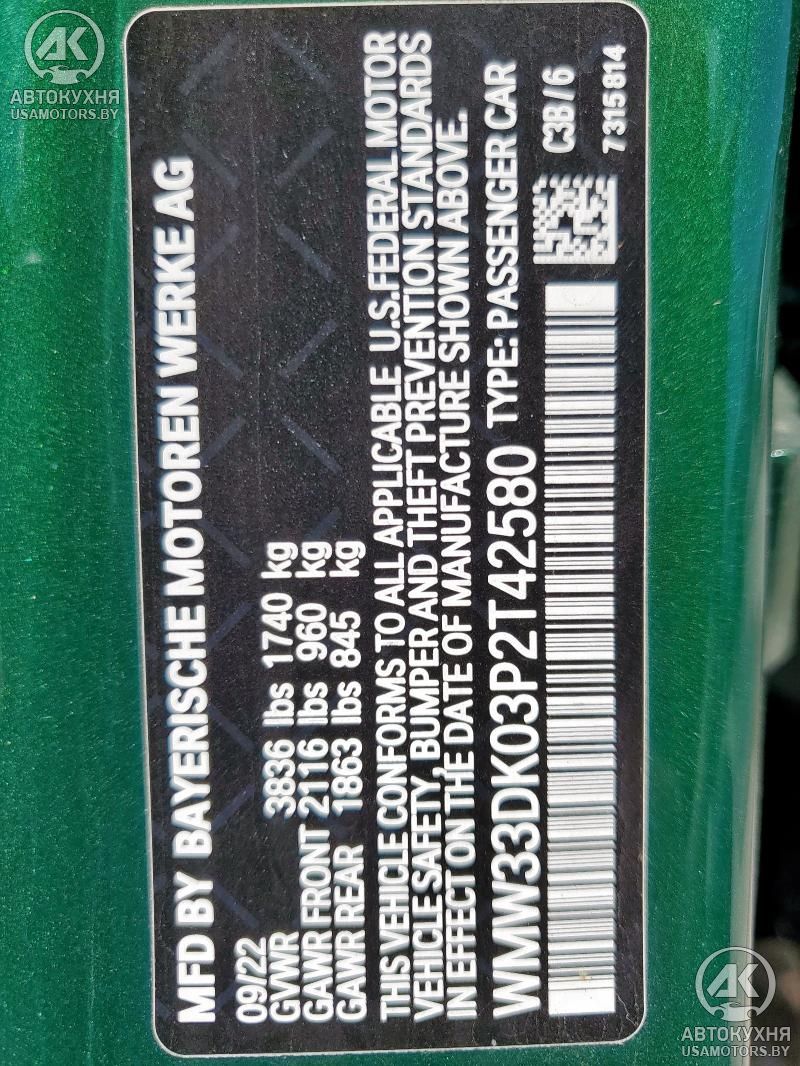 AK
АВТОКУХНЯ
USAMOTORS.BY
MFD BY BAYERISCHE MOTOREN WERKE AG
09/22
GVWR 3836 lbs 1740 kg
GAWR FRONT 2116 lbs 960 kg
GAWR REAR 1863 lbs 845 kg
THIS VEHICLE CONFORMS TO ALL APPLICABLE U.S.FEDERAL MOTOR
VEHICLE SAFETY, BUMPER AND THEFT PREVENTION STANDARDS
IN EFFECT ON THE DATE OF MANUFACTURE SHOWN ABOVE.
WMW33DK03P2T42580 TYPE: PASSENGER CAR
C3B/6
7315814
AK
АВТОКУХНЯ
USAMOTORS.BY